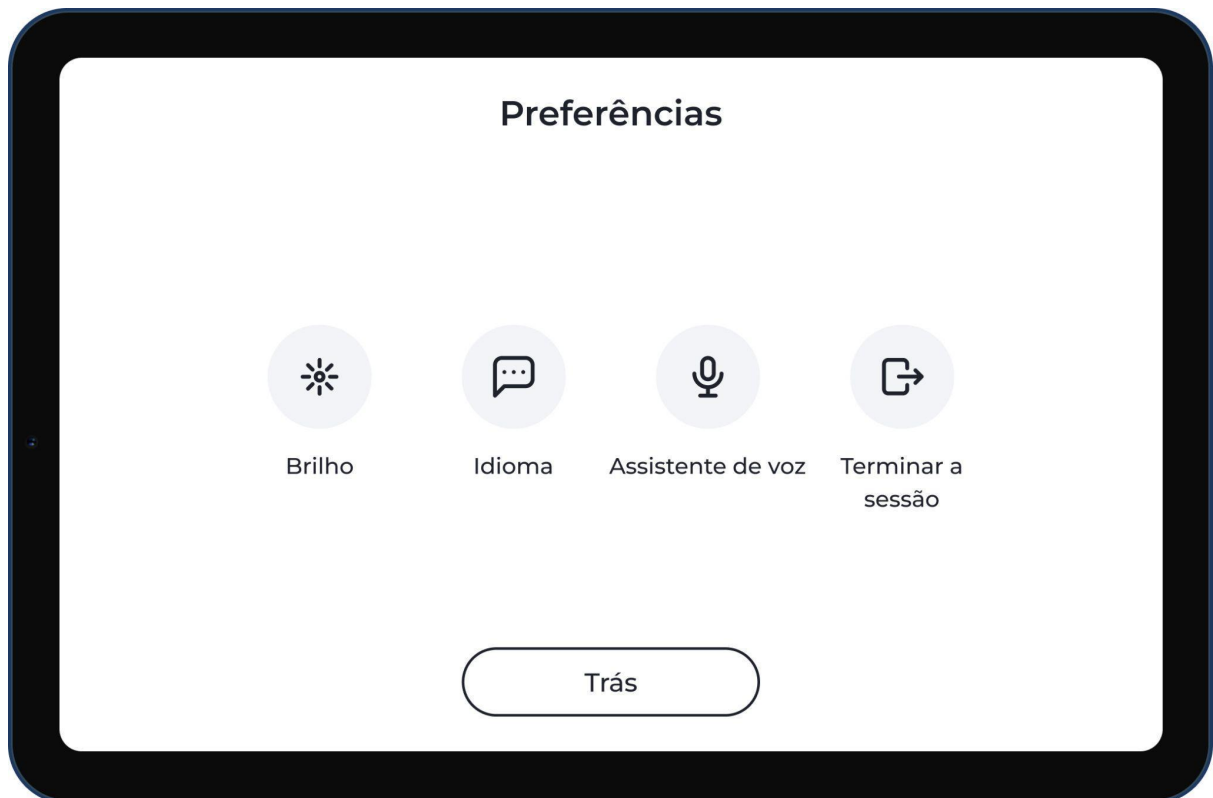 Preferências
Brilho
Idioma
Assistente de voz
Terminar a
sessão
Trás